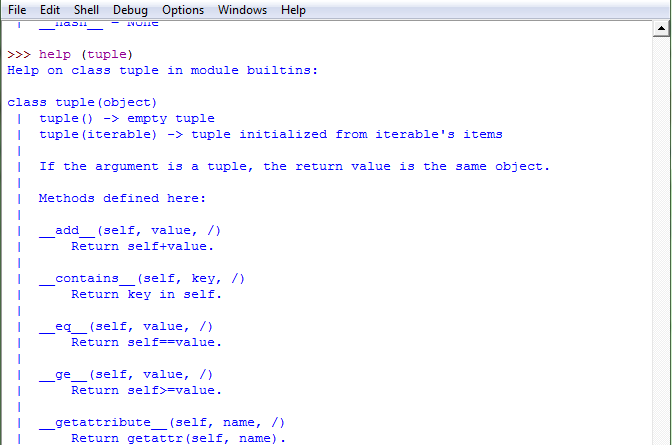 File Edit Shell Debug Options Windows Help
 |  __hash__ = None

>>> help (tuple)
Help on class tuple in module builtins:

class tuple(object)
 |  tuple() -> empty tuple
 |  tuple(iterable) -> tuple initialized from iterable's items
 |
 |  If the argument is a tuple, the return value is the same object.
 |
 |  Methods defined here:
 |
 |  __add__(self, value, /)
 |      Return self+value.
 |
 |  __contains__(self, key, /)
 |      Return key in self.
 |
 |  __eq__(self, value, /)
 |      Return self==value.
 |
 |  __ge__(self, value, /)
 |      Return self>=value.
 |
 |  __getattribute__(self, name, /)
 |      Return getattr(self, name).